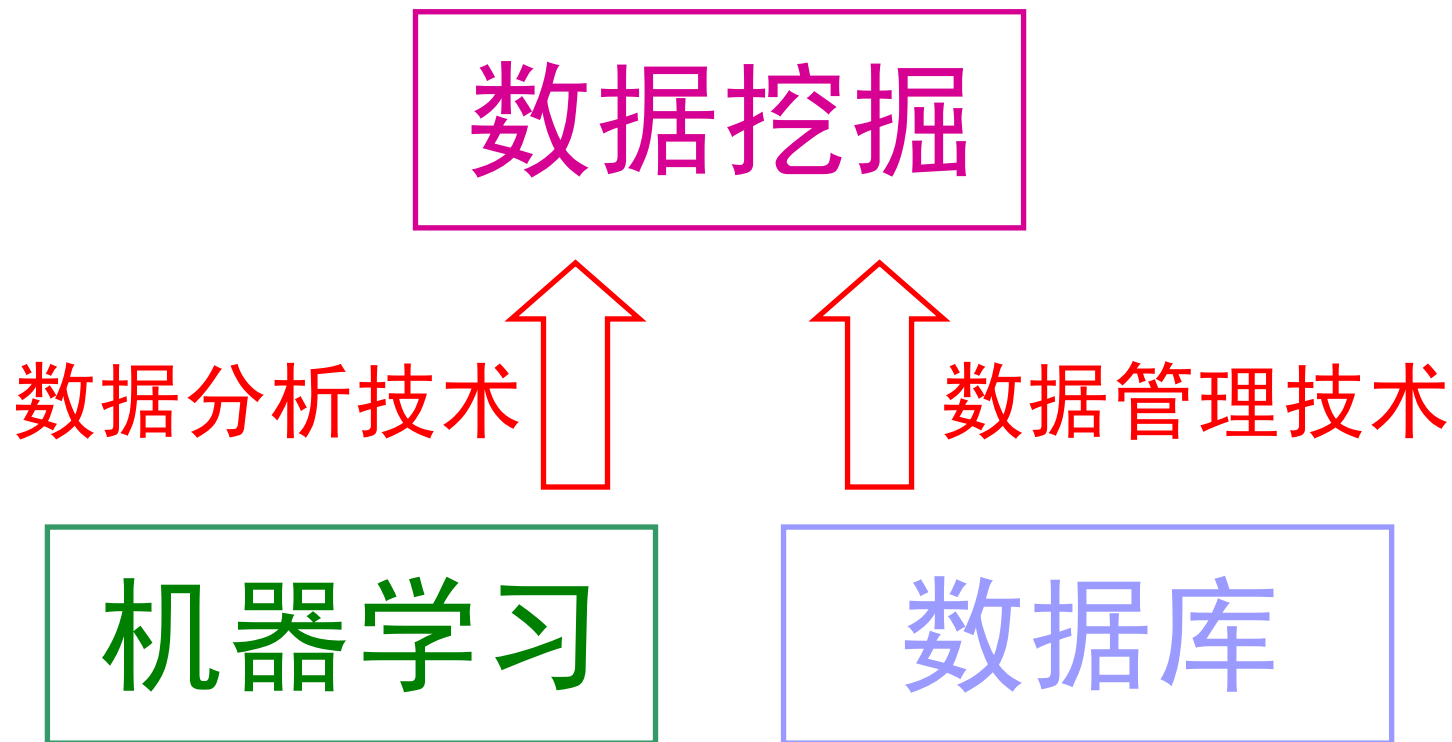 数据挖掘
数据分析技术
数据管理技术
机器学习
数据库